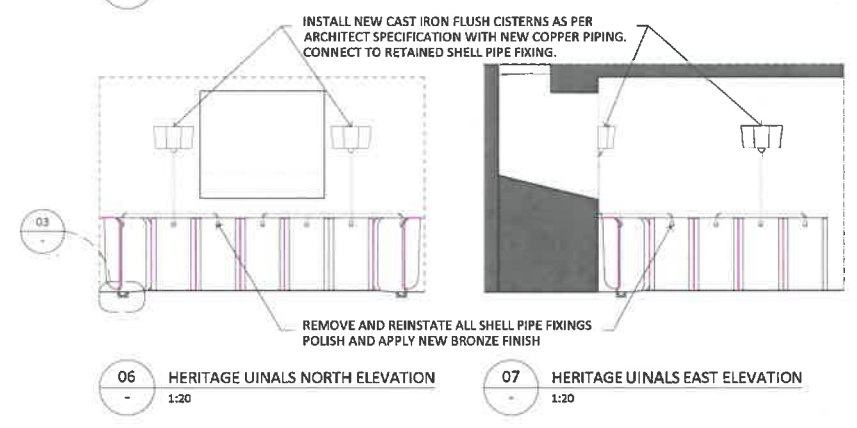 INSTALL NEW CAST IRON FLUSH CISTERNS AS PER
ARCHITECT SPECIFICATION WITH NEW COPPER PIPING.
CONNECT TO RETAINED SHELL PIPE FIXING.
03
-
REMOVE AND REINSTATE ALL SHELL PIPE FIXINGS
POLISH AND APPLY NEW BRONZE FINISH
06
-
HERITAGE UINALS NORTH ELEVATION
1:20
07
-
HERITAGE UINALS EAST ELEVATION
1:20